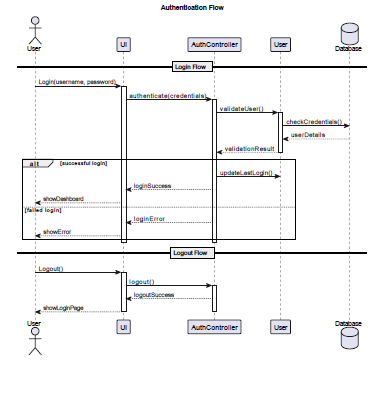 Authentication Flow
User
UI
AuthController
User
Database
Login Flow
Login(username, password)
authenticate(credentials)
validateUser()
checkCredentials()
userDetails
validationResult
alt [successful login]
updateLastLogin()
loginSuccess
showDashboard
[failed login]
loginError
showError
Logout Flow
Logout()
logout()
logoutSuccess
showLoginPage
User
UI
AuthController
User
Database